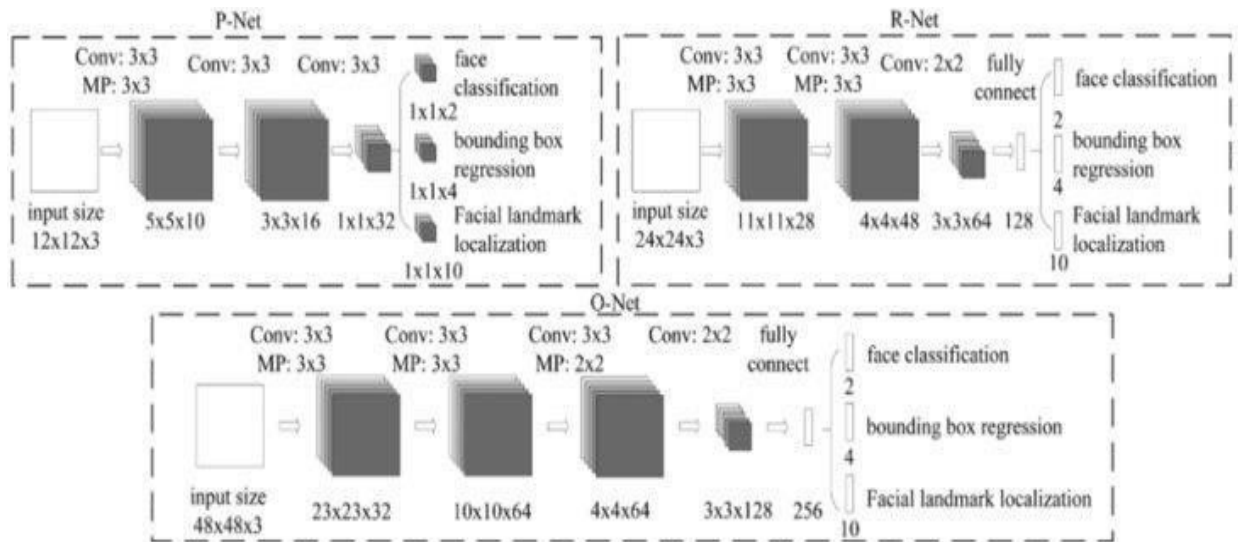 P-Net
Conv: 3x3
MP: 3x3
Conv: 3x3
Conv: 3x3
face
classification
1x1x2
bounding box
regression
1x1x4
Facial landmark
localization
1x1x10
input size
12x12x3
5x5x10
3x3x16
1x1x32
R-Net
Conv: 3x3
MP: 3x3
Conv: 3x3
MP: 3x3
Conv: 2x2
fully
connect
face classification
2
bounding box
regression
4
Facial landmark
localization
10
input size
24x24x3
11x11x28
4x4x48
3x3x64
128
O-Net
Conv: 3x3
MP: 3x3
Conv: 3x3
MP: 3x3
Conv: 3x3
MP: 2x2
Conv: 2x2
fully
connect
face classification
2
bounding box regression
4
Facial landmark localization
10
input size
48x48x3
23x23x32
10x10x64
4x4x64
3x3x128
256